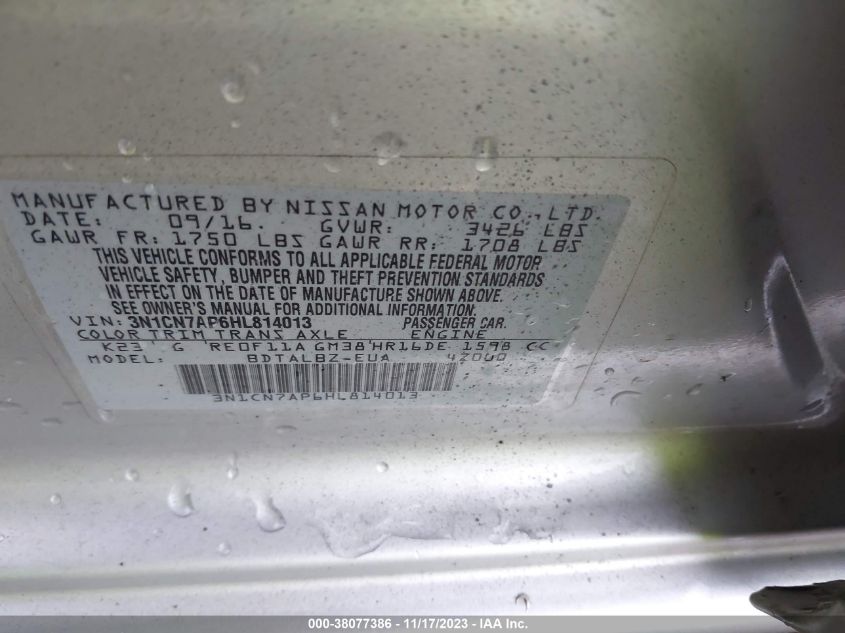 MANUFACTURED BY NISSAN MOTOR CO., LTD.
DATE: 09/16. GVWR: 3426 LBS
GAWR FR: 1750 LBS GAWR RR: 1708 LBS
THIS VEHICLE CONFORMS TO ALL APPLICABLE FEDERAL MOTOR
VEHICLE SAFETY, BUMPER AND THEFT PREVENTION STANDARDS
IN EFFECT ON THE DATE OF MANUFACTURE SHOWN ABOVE.
SEE OWNER'S MANUAL FOR ADDITIONAL INFORMATION
VIN: 3N1CN7AP6HL814013 PASSENGER CAR.
COLOR TRIM TRANS AXLE ENGINE
K23 G RE0F11A GM38 HR16DE 1598 CC
MODEL: BDTALBZ-EUA
3N1CN7AP6HL814013
000-38077386 - 11/17/2023 - IAA Inc.